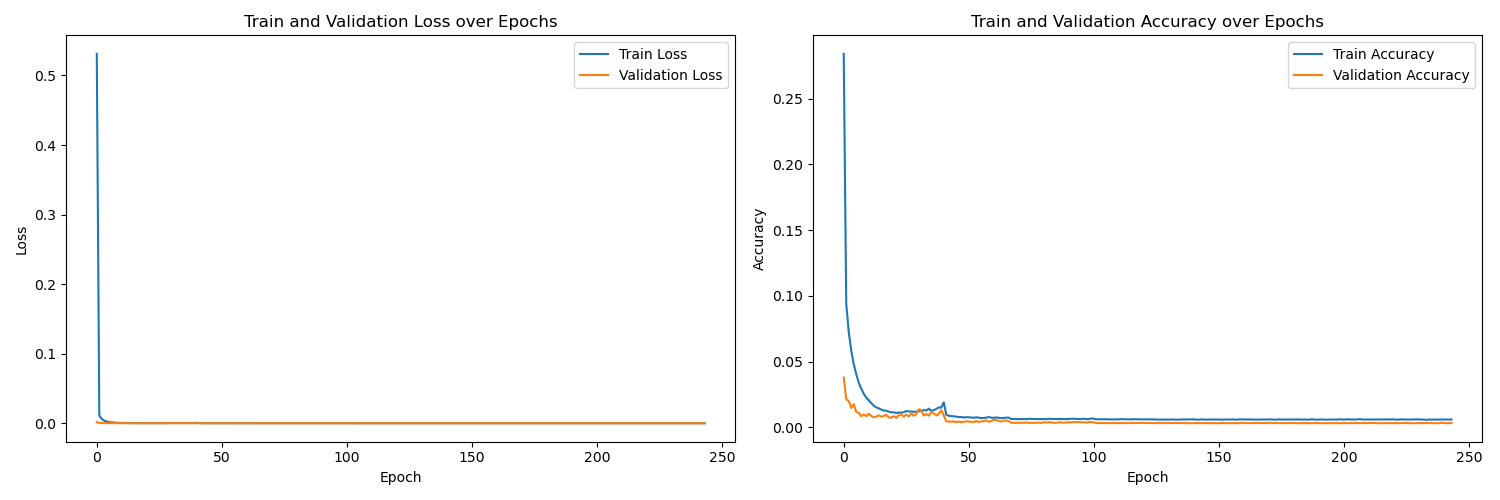 Train and Validation Loss over Epochs
Train Loss
Validation Loss
0.5
0.4
0.3
0.2
0.1
0.0
Loss
0
50
100
150
200
250
Epoch
Train and Validation Accuracy over Epochs
Train Accuracy
Validation Accuracy
0.25
0.20
0.15
0.10
0.05
0.00
Accuracy
0
50
100
150
200
250
Epoch